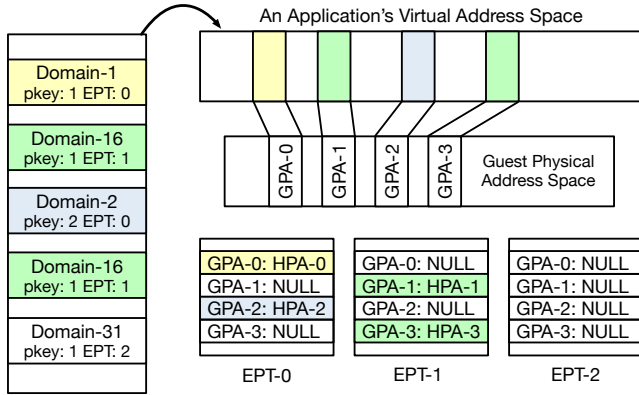 An Application's Virtual Address Space
Domain-1
pkey: 1 EPT: 0
Domain-16
pkey: 1 EPT: 1
Domain-2
pkey: 2 EPT: 0
Domain-16
pkey: 1 EPT: 1
Domain-31
pkey: 1 EPT: 2
GPA-0
GPA-1
GPA-2
GPA-3
Guest Physical
Address Space
GPA-0: HPA-0
GPA-1: NULL
GPA-2: HPA-2
GPA-3: NULL
EPT-0
GPA-0: NULL
GPA-1: HPA-1
GPA-2: NULL
GPA-3: HPA-3
EPT-1
GPA-0: NULL
GPA-1: NULL
GPA-2: NULL
GPA-3: NULL
EPT-2